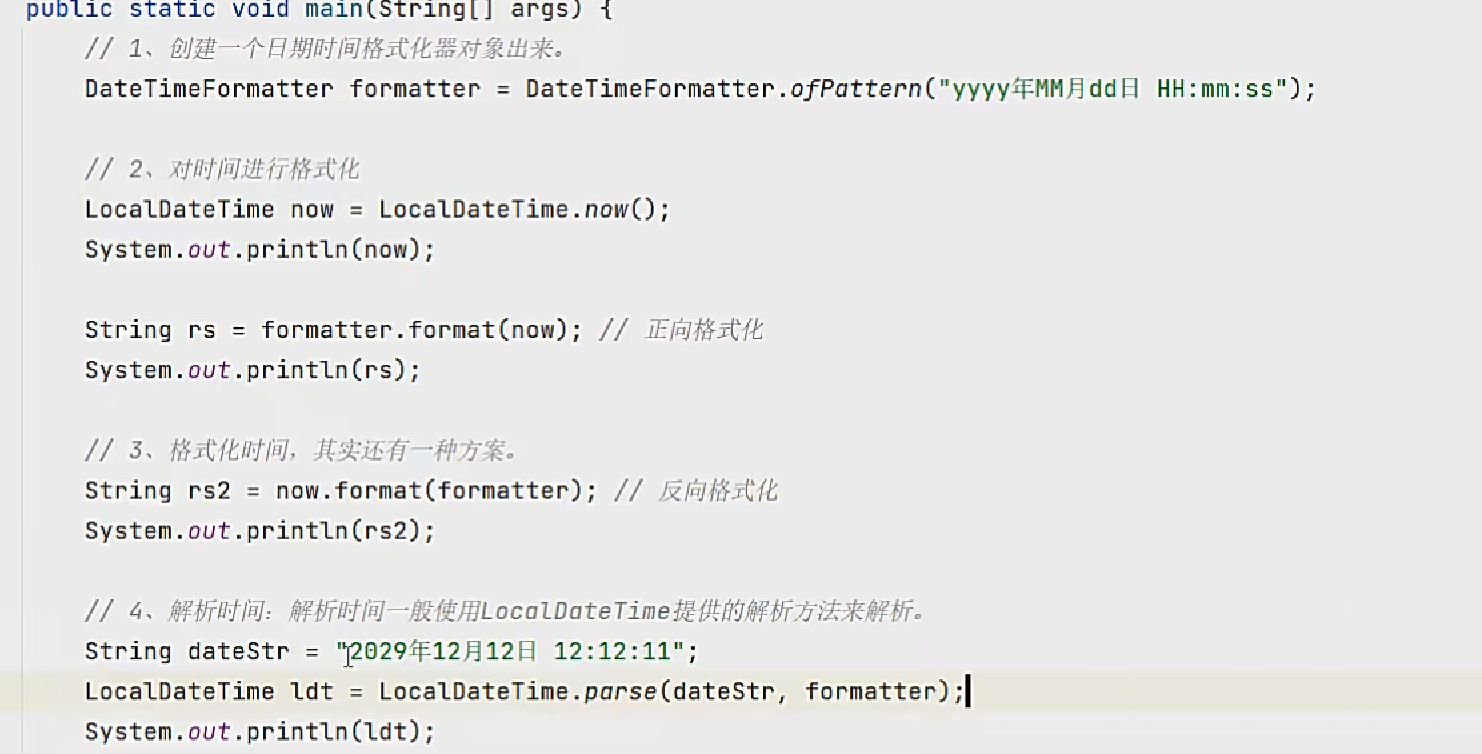 public static void main(String[] args) {
// 1、创建一个日期时间格式化器对象出来。
DateTimeFormatter formatter = DateTimeFormatter.ofPattern("yyyy年MM月dd日 HH:mm:ss");
// 2、对时间进行格式化
LocalDateTime now = LocalDateTime.now();
System.out.println(now);
String rs = formatter.format(now); // 正向格式化
System.out.println(rs);
// 3、格式化时间，其实还有一种方案。
String rs2 = now.format(formatter); // 反向格式化
System.out.println(rs2);
// 4、解析时间：解析时间一般使用LocalDateTime提供的解析方法来解析。
String dateStr = "2029年12月12日 12:12:11";
LocalDateTime ldt = LocalDateTime.parse(dateStr, formatter);
System.out.println(ldt);